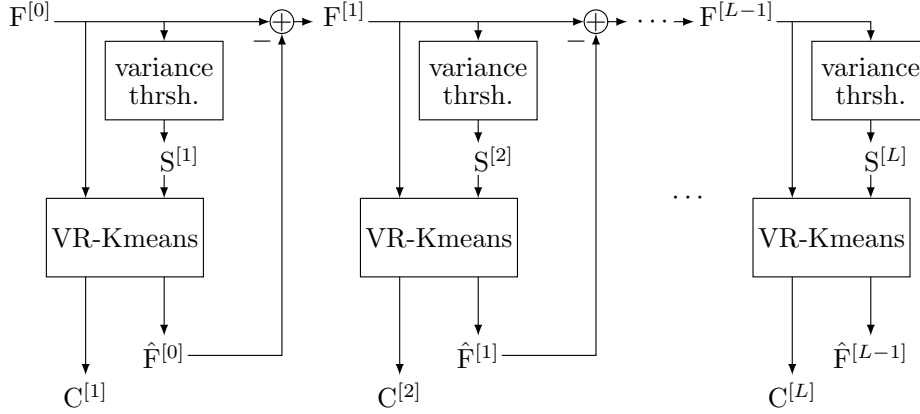 F^[0] − F^[1] − ··· F^[L−1]
variance thrsh. variance thrsh. variance thrsh.
S^[1] S^[2] S^[L]
···
VR-Kmeans VR-Kmeans VR-Kmeans
F̂^[0] F̂^[1] F̂^[L−1]
C^[1] C^[2] C^[L]